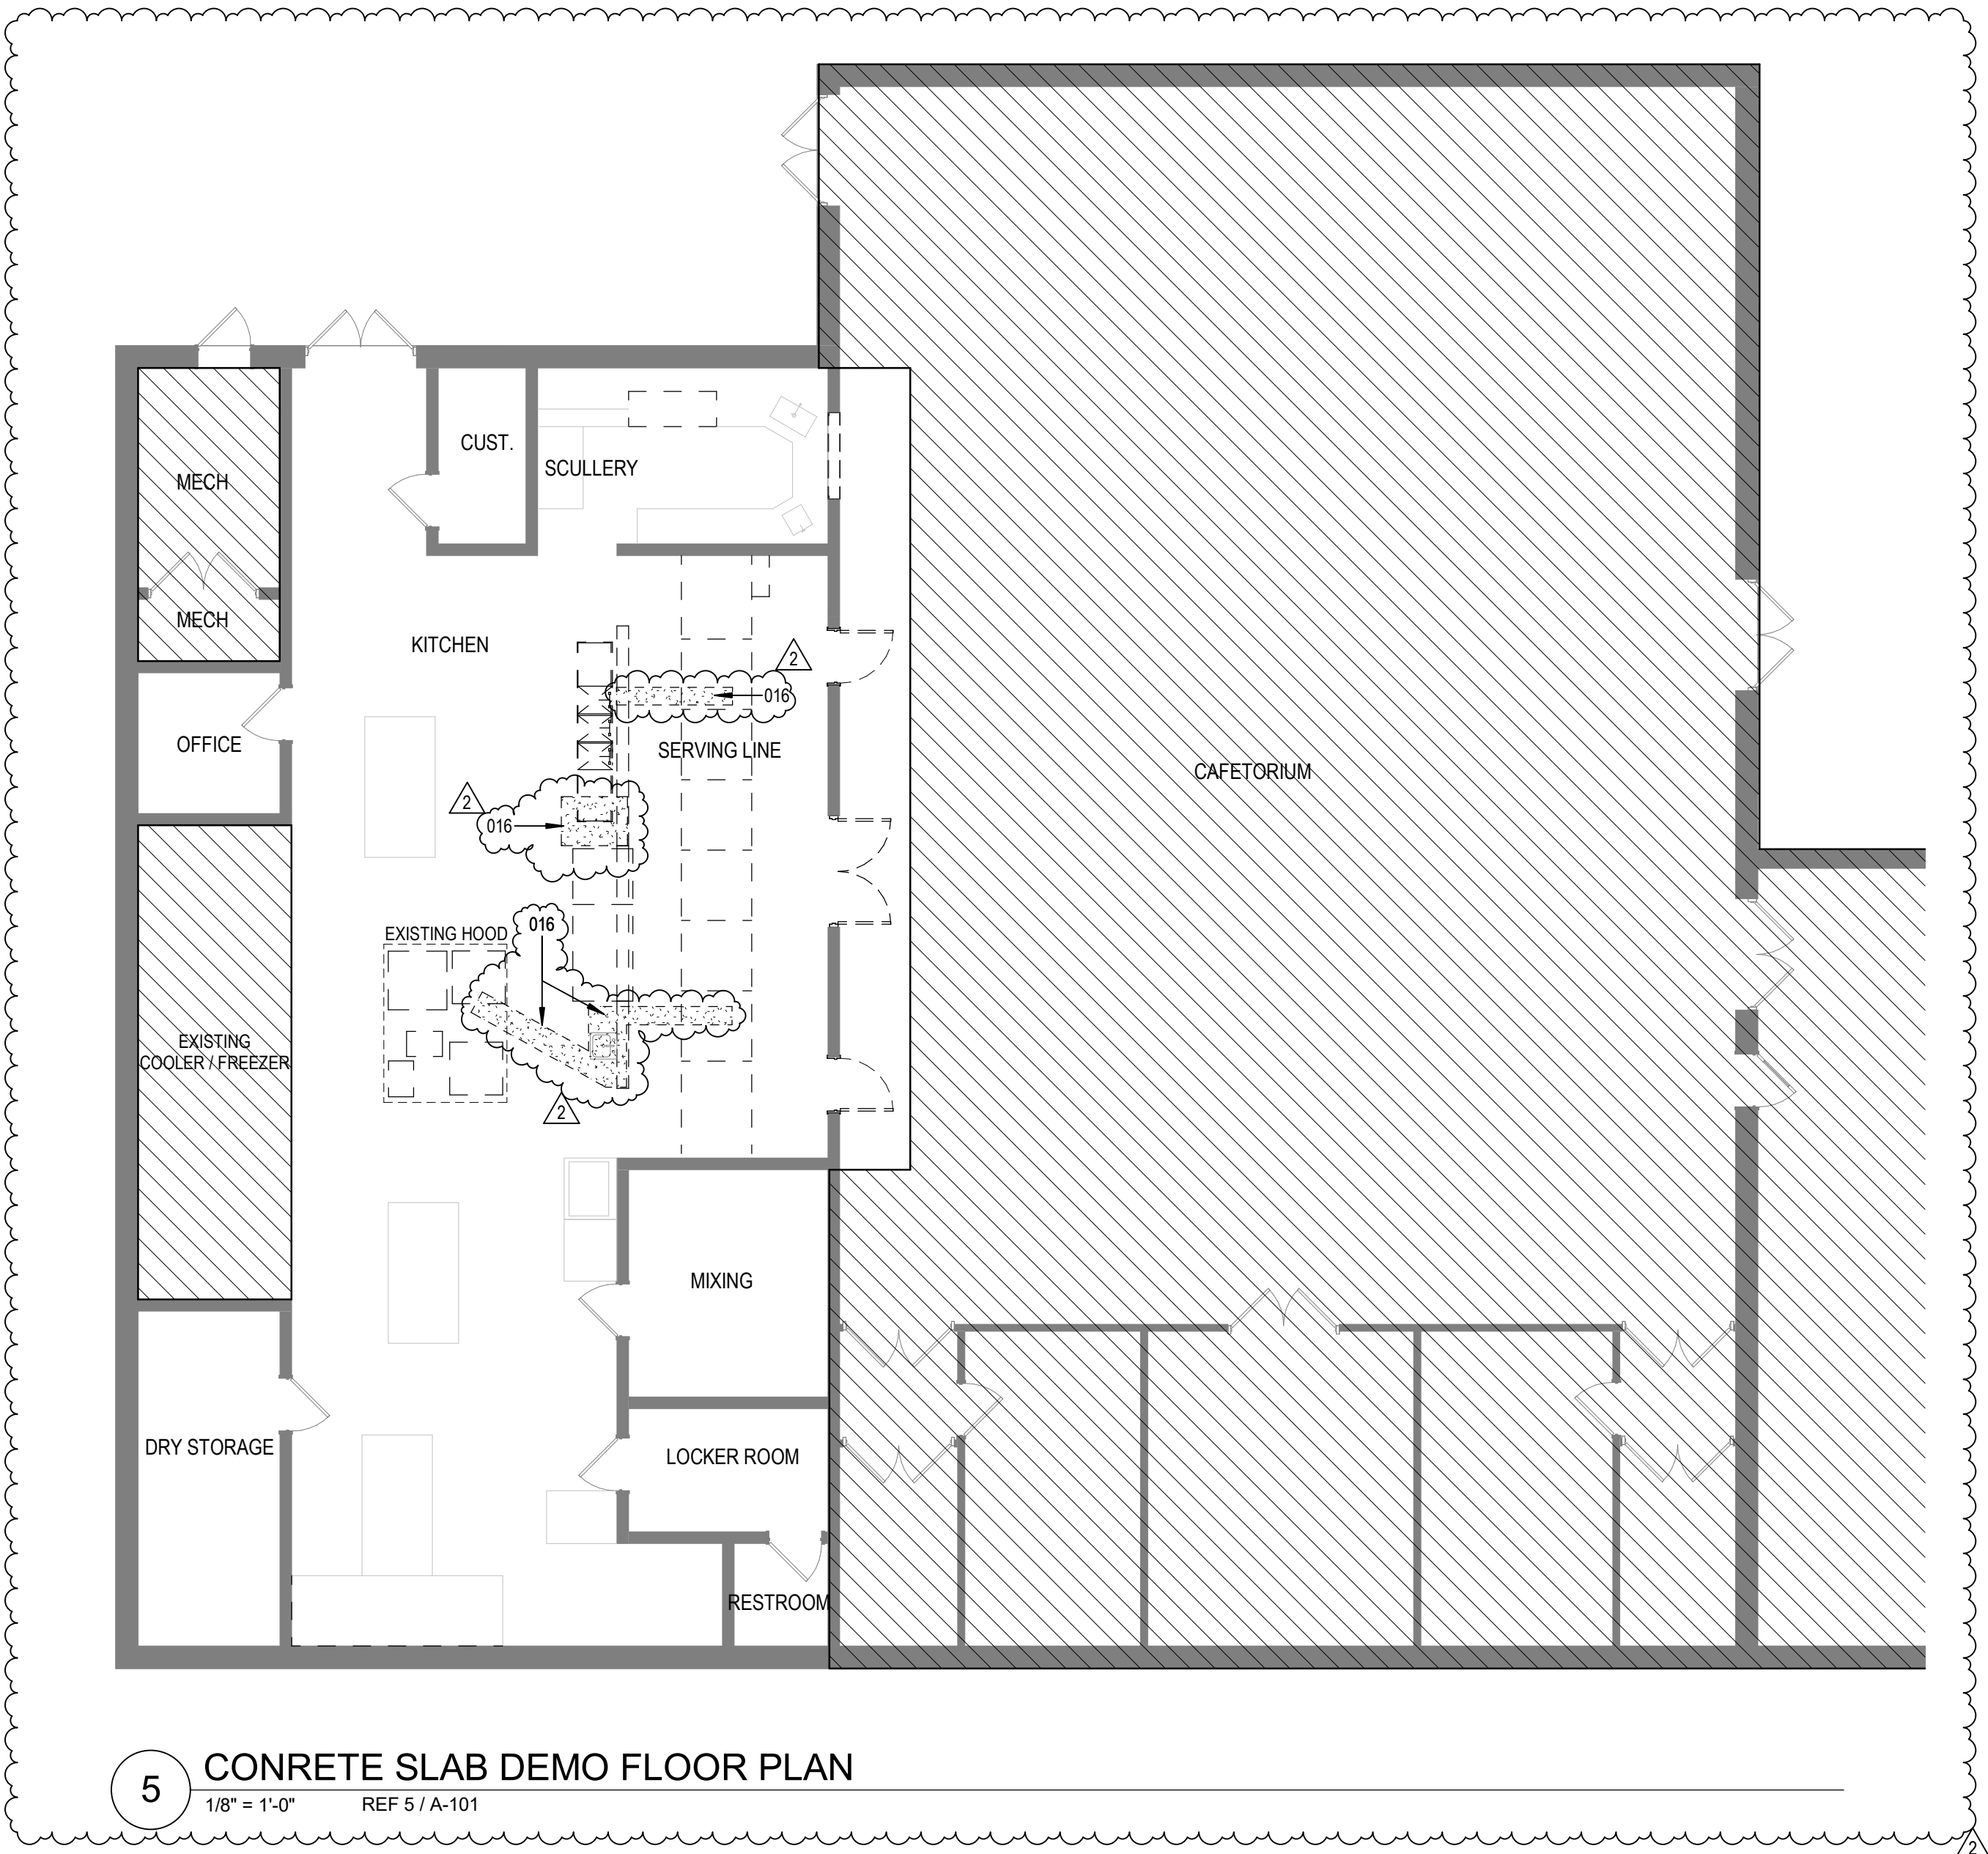 CUST.
SCULLERY
MECH
MECH
KITCHEN
2
016
OFFICE
SERVING LINE
CAFETORIUM
2
016
016
EXISTING HOOD
EXISTING
COOLER / FREEZER
2
MIXING
DRY STORAGE
LOCKER ROOM
RESTROOM
5
CONRETE SLAB DEMO FLOOR PLAN
1/8" = 1'-0"
REF 5 / A-101
2